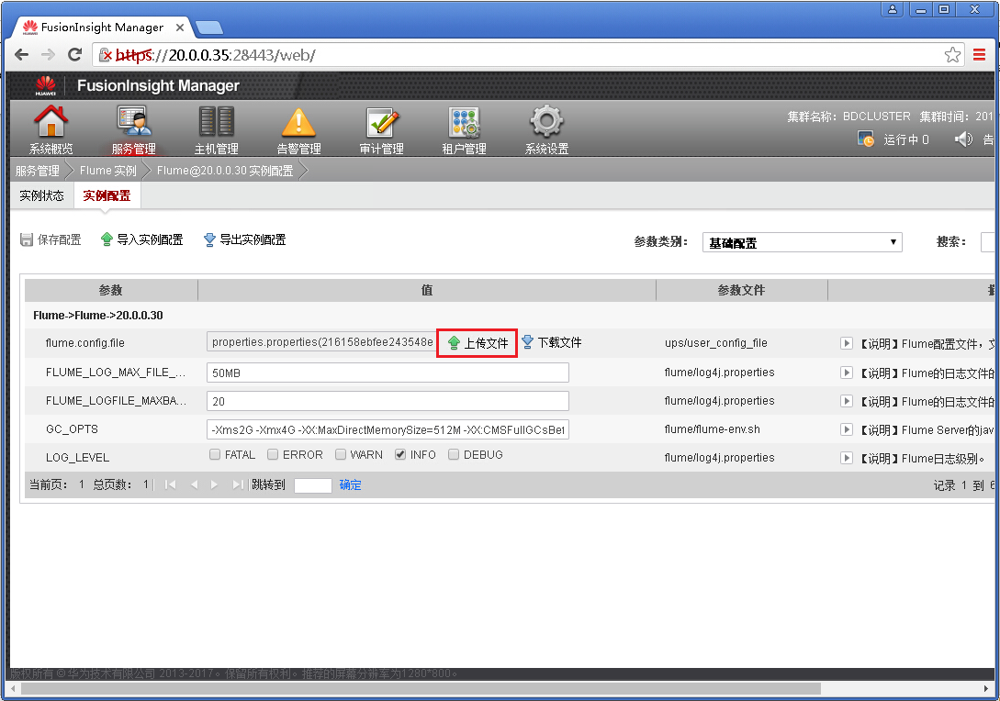 FusionInsight Manager
https://20.0.0.35:28443/web/
HUAWEI FusionInsight Manager
系统概览 服务管理 主机管理 告警管理 审计管理 租户管理 系统设置
集群名称: BDCLUSTER 集群时间: 201
运行中 0 告
服务管理 Flume 实例 Flume@20.0.0.30 实例配置
实例状态 实例配置
保存配置 导入实例配置 导出实例配置 参数类别: 基础配置 搜索:
参数 值 参数文件
Flume->Flume->20.0.0.30
flume.config.file properties.properties(216158ebfee243548e 上传文件 下载文件 ups/user_config_file 【说明】Flume配置文件，文
FLUME_LOG_MAX_FILE_... 50MB flume/log4j.properties 【说明】Flume的日志文件的
FLUME_LOGFILE_MAXBA... 20 flume/log4j.properties 【说明】Flume的日志文件的
GC_OPTS -Xms2G -Xmx4G -XX:MaxDirectMemorySize=512M -XX:CMSFullGCsBet flume/flume-env.sh 【说明】Flume Server的jav
LOG_LEVEL FATAL ERROR WARN INFO DEBUG flume/log4j.properties 【说明】Flume日志级别。
当前页: 1 总页数: 1 跳转到 确定 记录 1 到 6
版权所有 © 华为技术有限公司 2013-2017。保留所有权利。推荐的屏幕分辨率为1280*800。